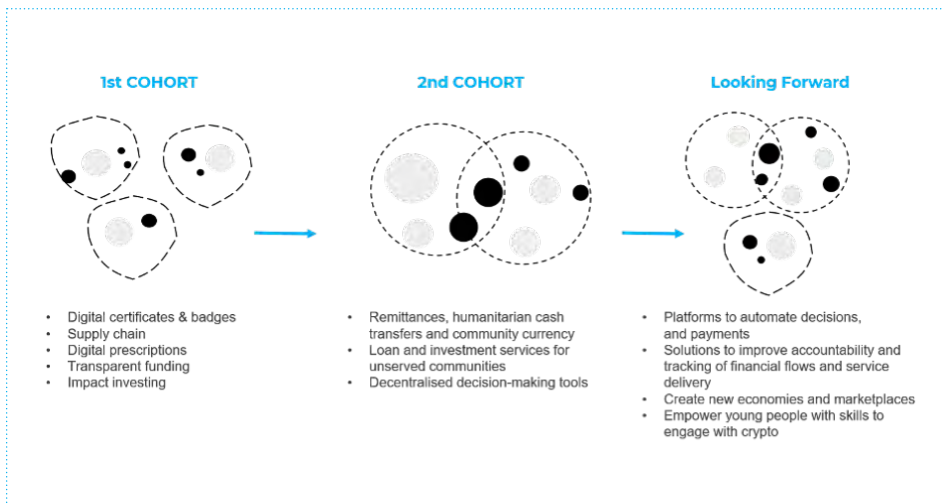 1st COHORT
• Digital certificates & badges
• Supply chain
• Digital prescriptions
• Transparent funding
• Impact investing
2nd COHORT
• Remittances, humanitarian cash
transfers and community currency
• Loan and investment services for
unserved communities
• Decentralised decision-making tools
Looking Forward
• Platforms to automate decisions,
and payments
• Solutions to improve accountability and
tracking of financial flows and service
delivery
• Create new economies and marketplaces
• Empower young people with skills to
engage with crypto